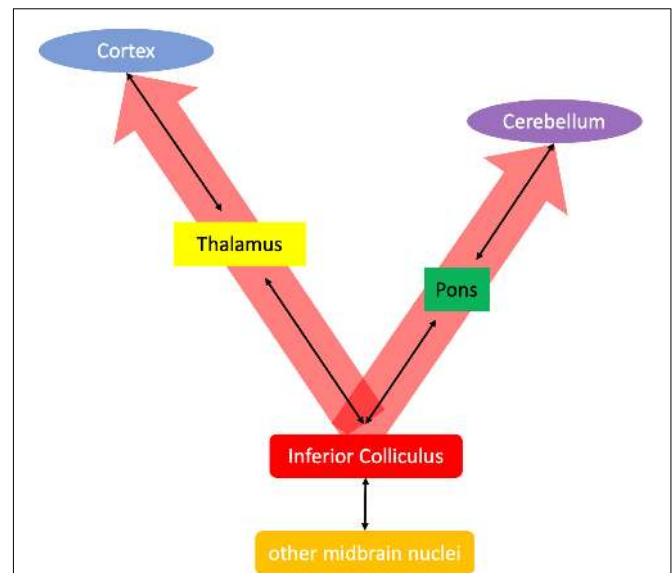 Cortex
Cerebellum
Thalamus
Pons
Inferior Colliculus
other midbrain nuclei